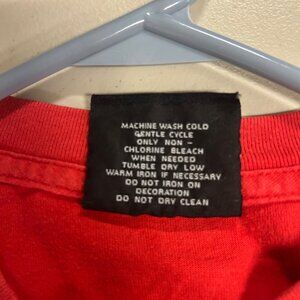 MACHINE WASH COLD
GENTLE CYCLE
ONLY NON -
CHLORINE BLEACH
WHEN NEEDED
TUMBLE DRY LOW
WARM IRON IF NECESSARY
DO NOT IRON ON
DECORATION
DO NOT DRY CLEAN